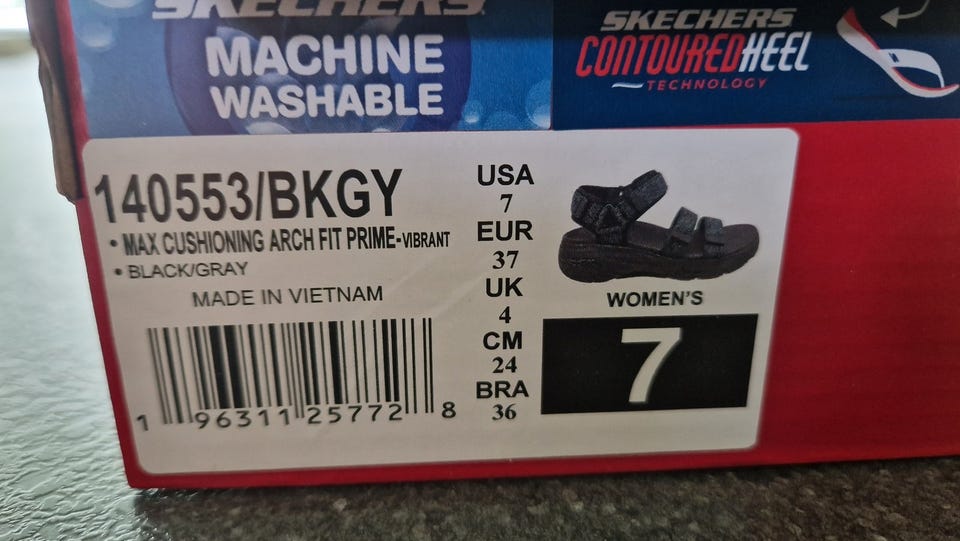 SKECHERS
MACHINE
WASHABLE
SKECHERS
CONTOUREDHEEL
TECHNOLOGY
140553/BKGY
• MAX CUSHIONING ARCH FIT PRIME-VIBRANT
• BLACK/GRAY
MADE IN VIETNAM
1 96311 25772 8
USA
7
EUR
37
UK
4
CM
24
BRA
36
WOMEN'S
7